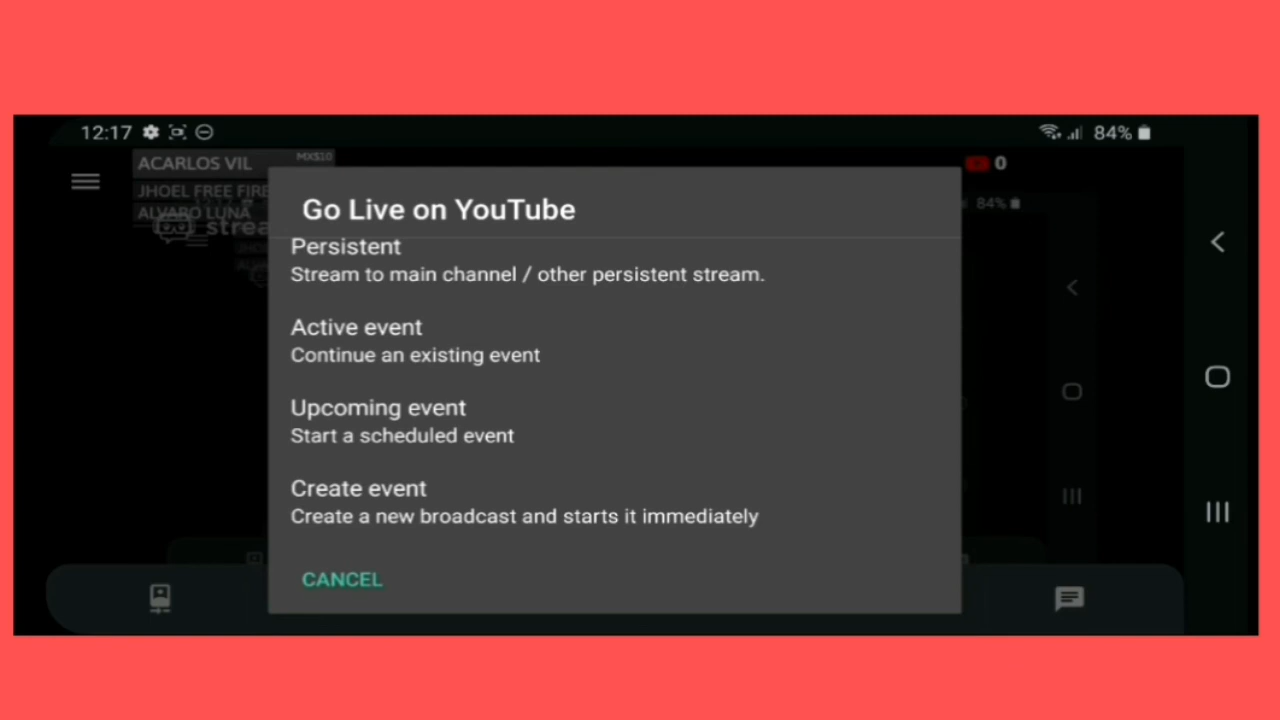 12:17
84%
ACARLOS VIL MX$10
JHOEL FREE FIRE
ALVARO LUNA
strea
0
84%
Go Live on YouTube
Persistent
Stream to main channel / other persistent stream.
Active event
Continue an existing event
Upcoming event
Start a scheduled event
Create event
Create a new broadcast and starts it immediately
CANCEL